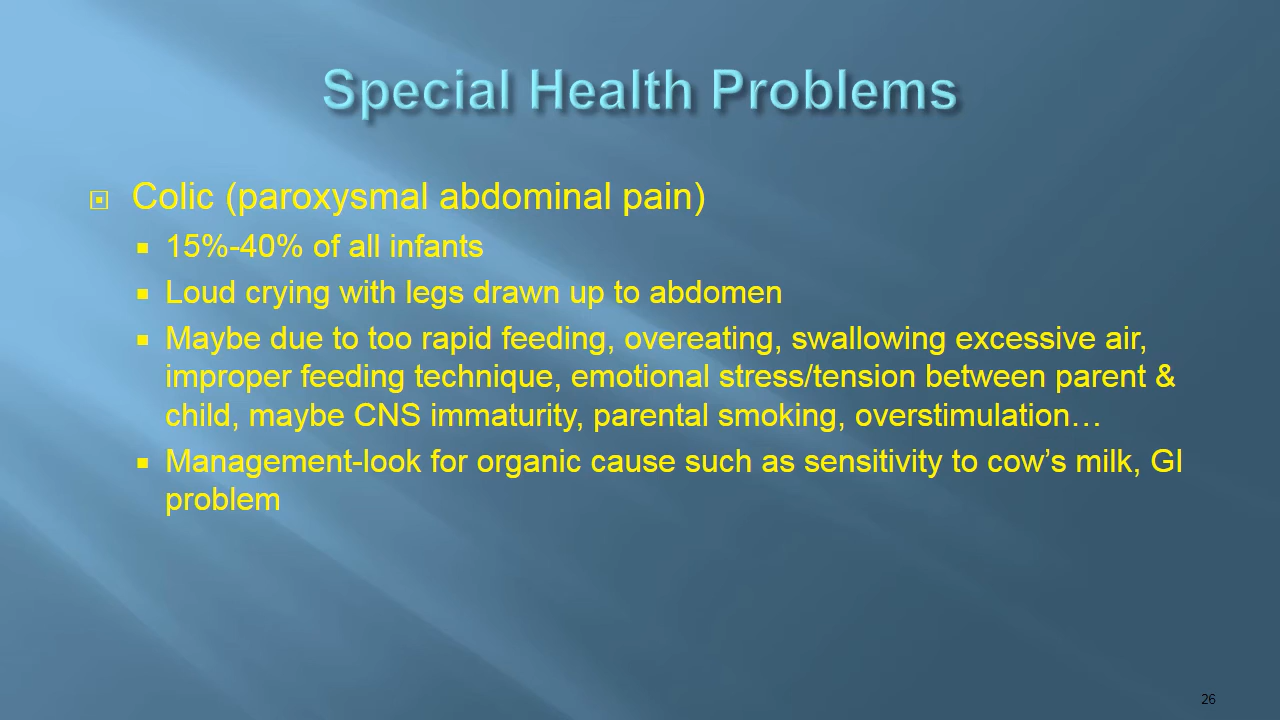 Special Health Problems
Colic (paroxysmal abdominal pain)
15%-40% of all infants
Loud crying with legs drawn up to abdomen
Maybe due to too rapid feeding, overeating, swallowing excessive air,
improper feeding technique, emotional stress/tension between parent &
child, maybe CNS immaturity, parental smoking, overstimulation…
Management-look for organic cause such as sensitivity to cow’s milk, GI
problem
26